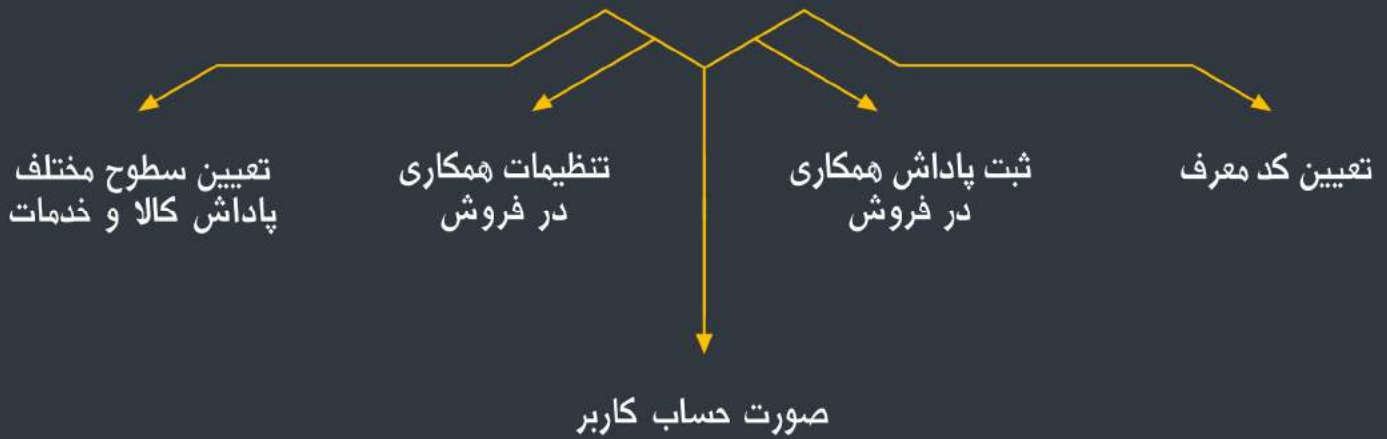 تعیین کد معرف
ثبت پاداش همکاری
در فروش
تنظیمات همکاری
در فروش
تعیین سطوح مختلف
پاداش کالا و خدمات
صورت حساب کاربر